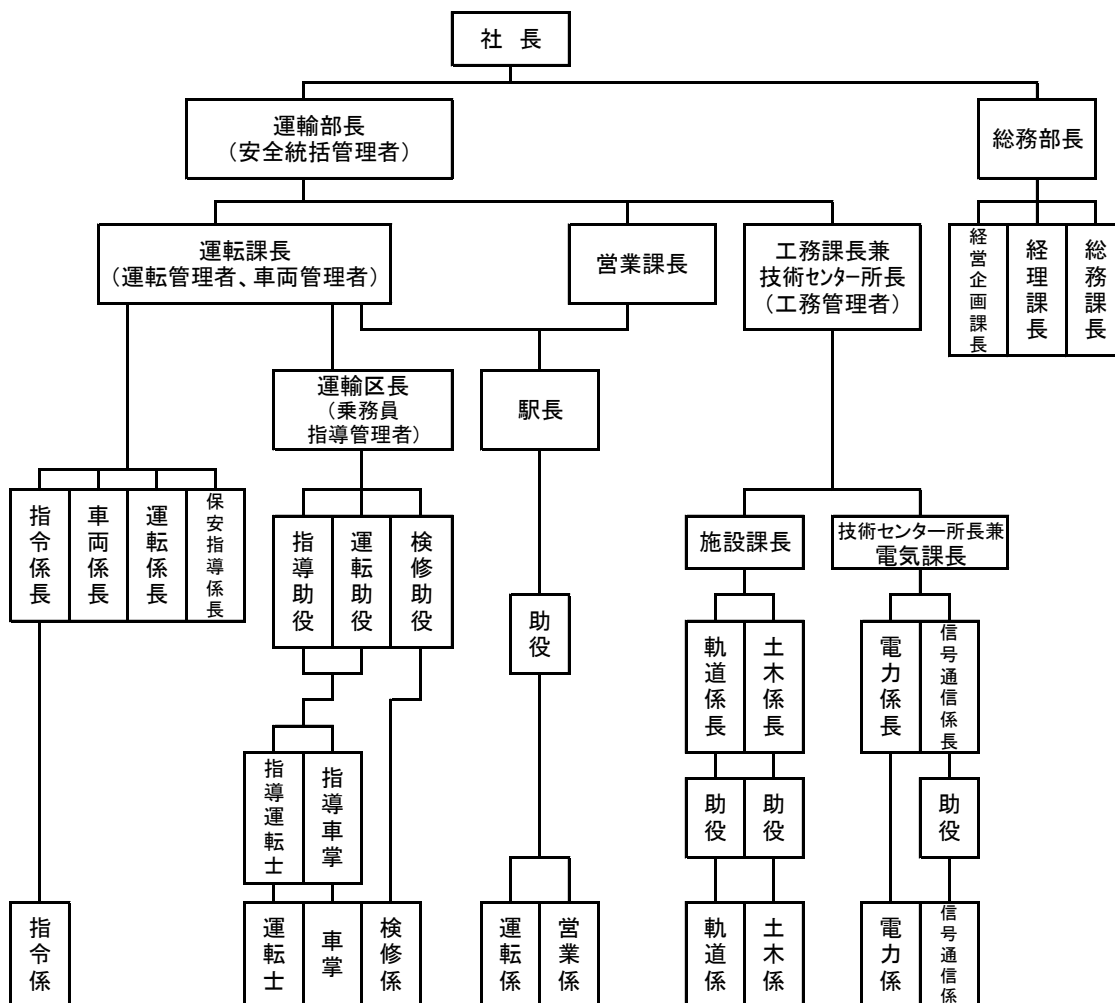 社 長
運輸部長
（安全統括管理者）
総務部長
運転課長
（運転管理者、車両管理者）
営業課長
工務課長兼
技術センター所長
（工務管理者）
経営企画課長
経理課長
総務課長
運輸区長
（乗務員
指導管理者）
駅長
指令係長
車両係長
運転係長
保安指導係長
指導助役
運転助役
検修助役
施設課長
技術センター所長兼
電気課長
助役
軌道係長
土木係長
電力係長
信号通信係長
指導運転士
指導車掌
助役
助役
助役
指令係
運転士
車掌
検修係
運転係
営業係
軌道係
土木係
電力係
信号通信係